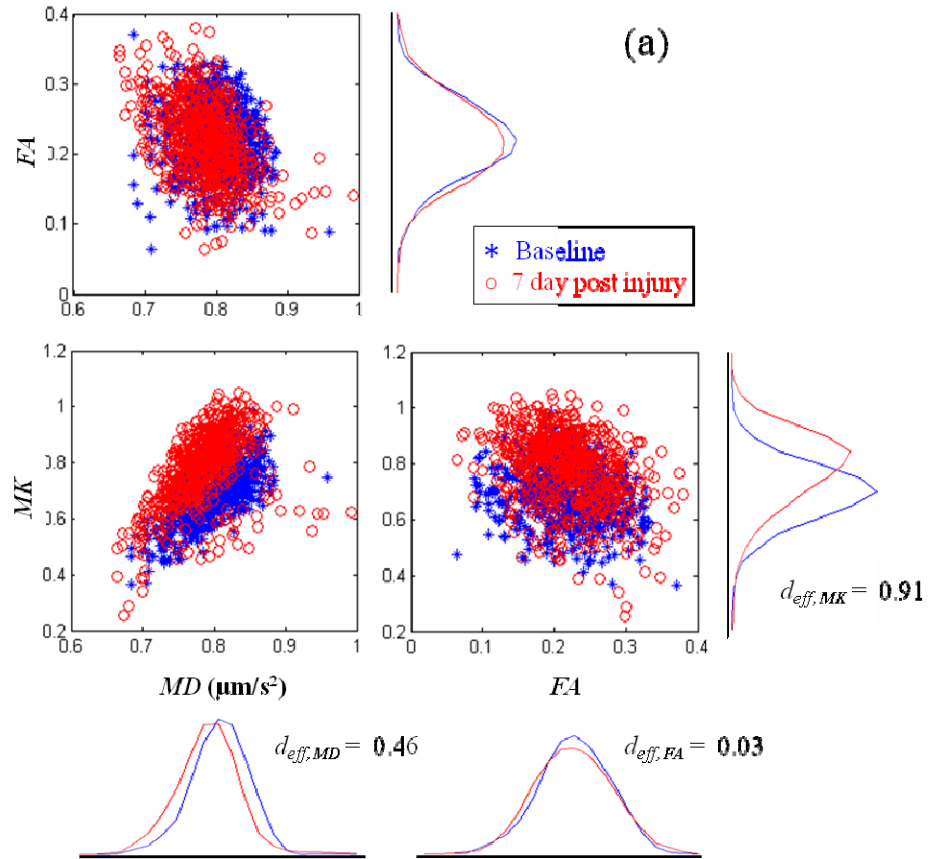 (a)
0.4
0.3
0.2
0.1
0
FA
0.6 0.7 0.8 0.9 1
* Baseline
○ 7 day post injury
1.2
1
1.8
1.6
0.4
0.2
MK
0.6 0.7 0.8 0.9 1
MD (μm/s²)
1.2
1
0.8
0.6
0.4
0.2
0 0.1 0.2 0.3 0.4
FA
d_eff,MK = 0.91
d_eff,MD = 0.46
d_eff,FA = 0.03